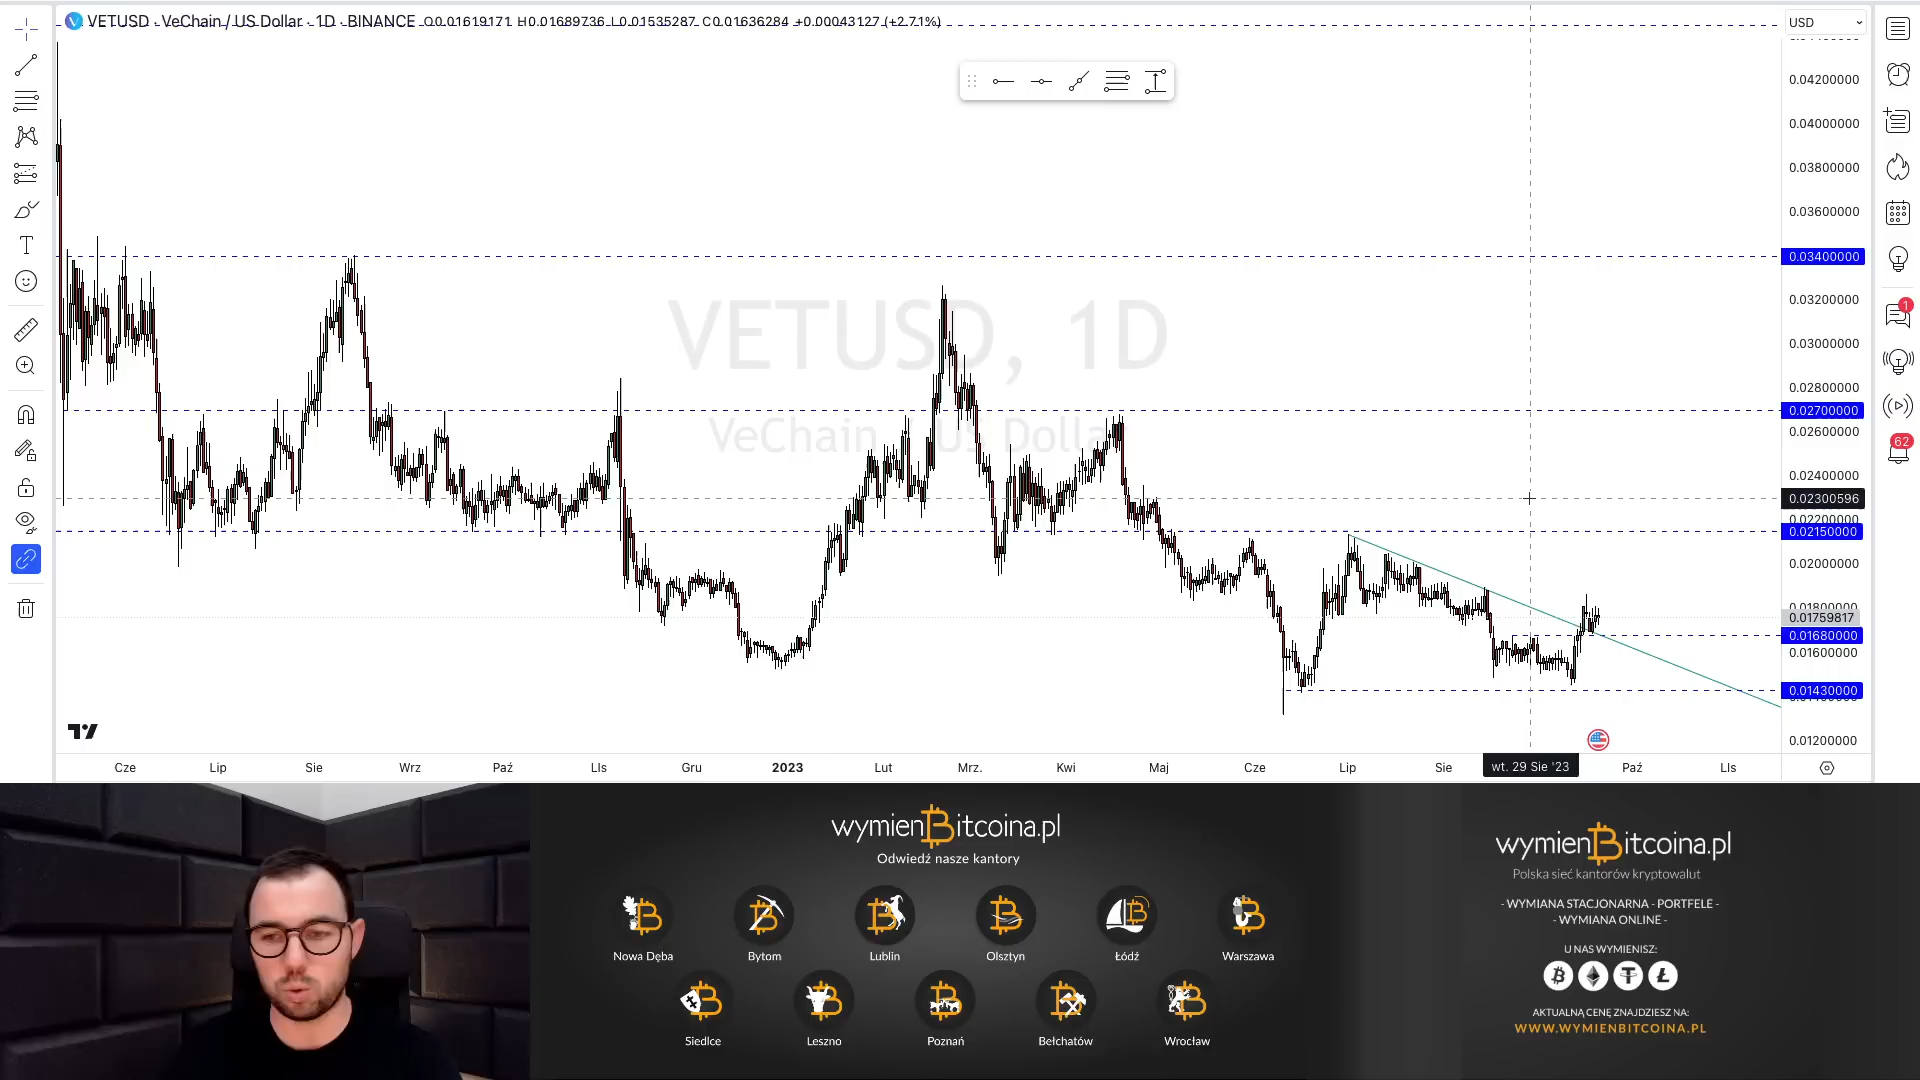 VETUSD - VeChain / US Dollar - 1D - BINANCE O0.01619171 H0.01689736 L0.01535287 C0.01636284 +0.00043127 (+2.71%)
USD
0.04200000
0.04000000
0.03800000
0.03600000
0.03400000
0.03200000
0.03000000
0.02800000
0.02700000
0.02600000
0.02400000
0.02300596
0.02200000
0.02150000
0.02000000
0.01800000
0.01759817
0.01680000
0.01600000
0.01430000
0.01200000
VETUSD, 1D
VeChain / US Dolla
1
62
Cze Lip Sie Wrz Paź LIs Gru 2023 Lut Mrz. Kwi Maj Cze Lip Sie wt. 29 Sie '23 Paź LIs
wymienBitcoina.pl
Odwiedź nasze kantory
Nowa Dęba Bytom Lublin Olsztyn Łódź Warszawa
Siedlce Leszno Poznań Bełchatów Wrocław
wymienBitcoina.pl
Polska sieć kantorów kryptowalut
- WYMIANA STACJONARNA - PORTFELE -
- WYMIANA ONLINE -
U NAS WYMIENISZ:
AKTUALNĄ CENĘ ZNAJDZIESZ NA:
WWW.WYMIENBITCOINA.PL